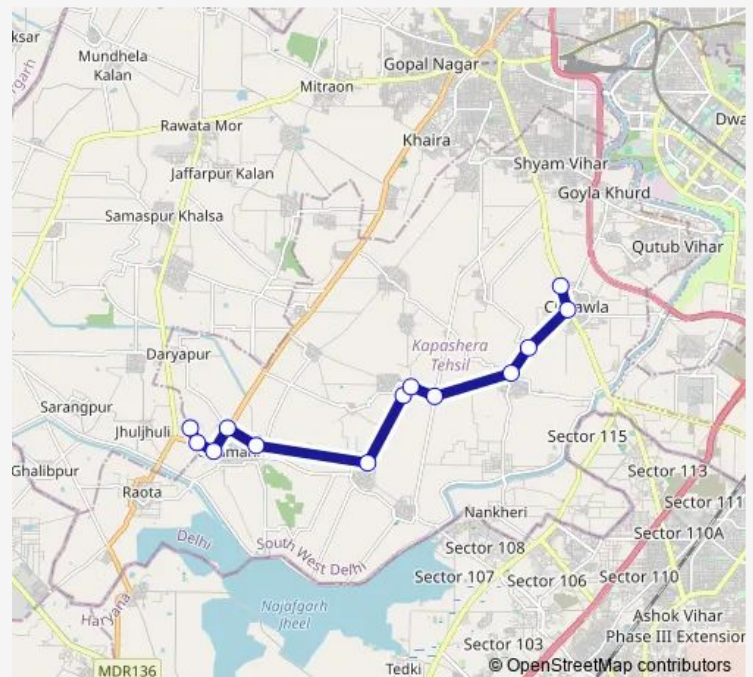 Mundhela
Kalan
Gopal Nagar
Mitraon
Rawata Mor
Khaira
Dwa
Jaffarpur Kalan
Shyam Vihar
Goyla Khurd
Samaspur Khalsa
Qutub Vihar
Kapashera
Tehsil
Daryapur
Sarangpur
Jhuljhuli
Sector 115
Ghalibpur
Sector 113
Raota
Sector 111
Nankheri
Delhi
South West Delhi
Sector 108
Sector 110A
Sector 107
Sector 106
Sector 110
Haryana
Najafgarh
Jheel
Ashok Vihar
Phase III Extension
Sector 103
MDR136
Tedki
© OpenStreetMap contributors